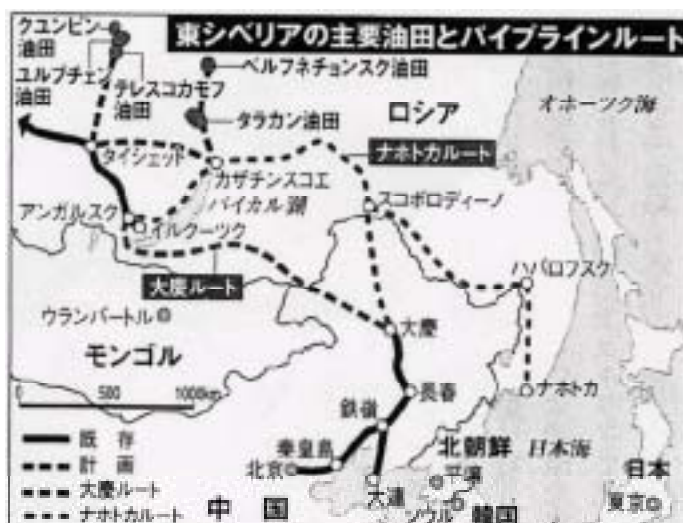 東シベリアの主要油田とパイプラインルート
クユンビン
油田
ユルブチェン
油田
テレスコカモフ
油田
ベルフネチョンスク油田
タラカン油田
ロシア
オホーツク海
ナホトカルート
タイシェット
カザチンスコエ
バイカル湖
スコボロディーノ
アンガルスク
イルクーツク
大慶ルート
ハバロフスク
ウランバートル
モンゴル
大慶
0 500 1000km
長春
ナホトカ
鉄嶺
既存
計画
大慶ルート
ナホトカルート
秦皇島
北京
大連
北朝鮮
平壌
日本海
日本
中国
ソウル
韓国
東京